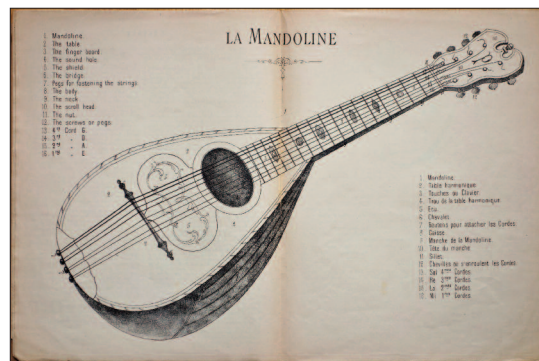 LA MANDOLINE
1. Mandoline.
2. The table.
3. The finger board.
4. The sound hole.
5. The shield.
6. The bridge.
7. Pegs for fastening the strings.
8. The belly.
9. The neck.
10. The scroll head.
11. The nut.
12. The screws or pegs.
13. 4th Cord G.
14. 3rd „ D.
15. 2nd „ A.
16. 1st „ E.
1. Mandoline.
2. Table harmonique.
3. Touches ou Clavier.
4. de la table harmonique.
5. Ecu.
6. Chevalet.
7. Boutons pour attacher les Cordes.
8. Caisse.
9. Manche de la Mandoline.
10. Tête du manche.
11. Sillet.
12. Chevilles où s'enroulent les Cordes.
13. Sol 4me Cordes.
14. Ré 3me Cordes.
15. La 2me Cordes.
16. Mi 1re Cordes.